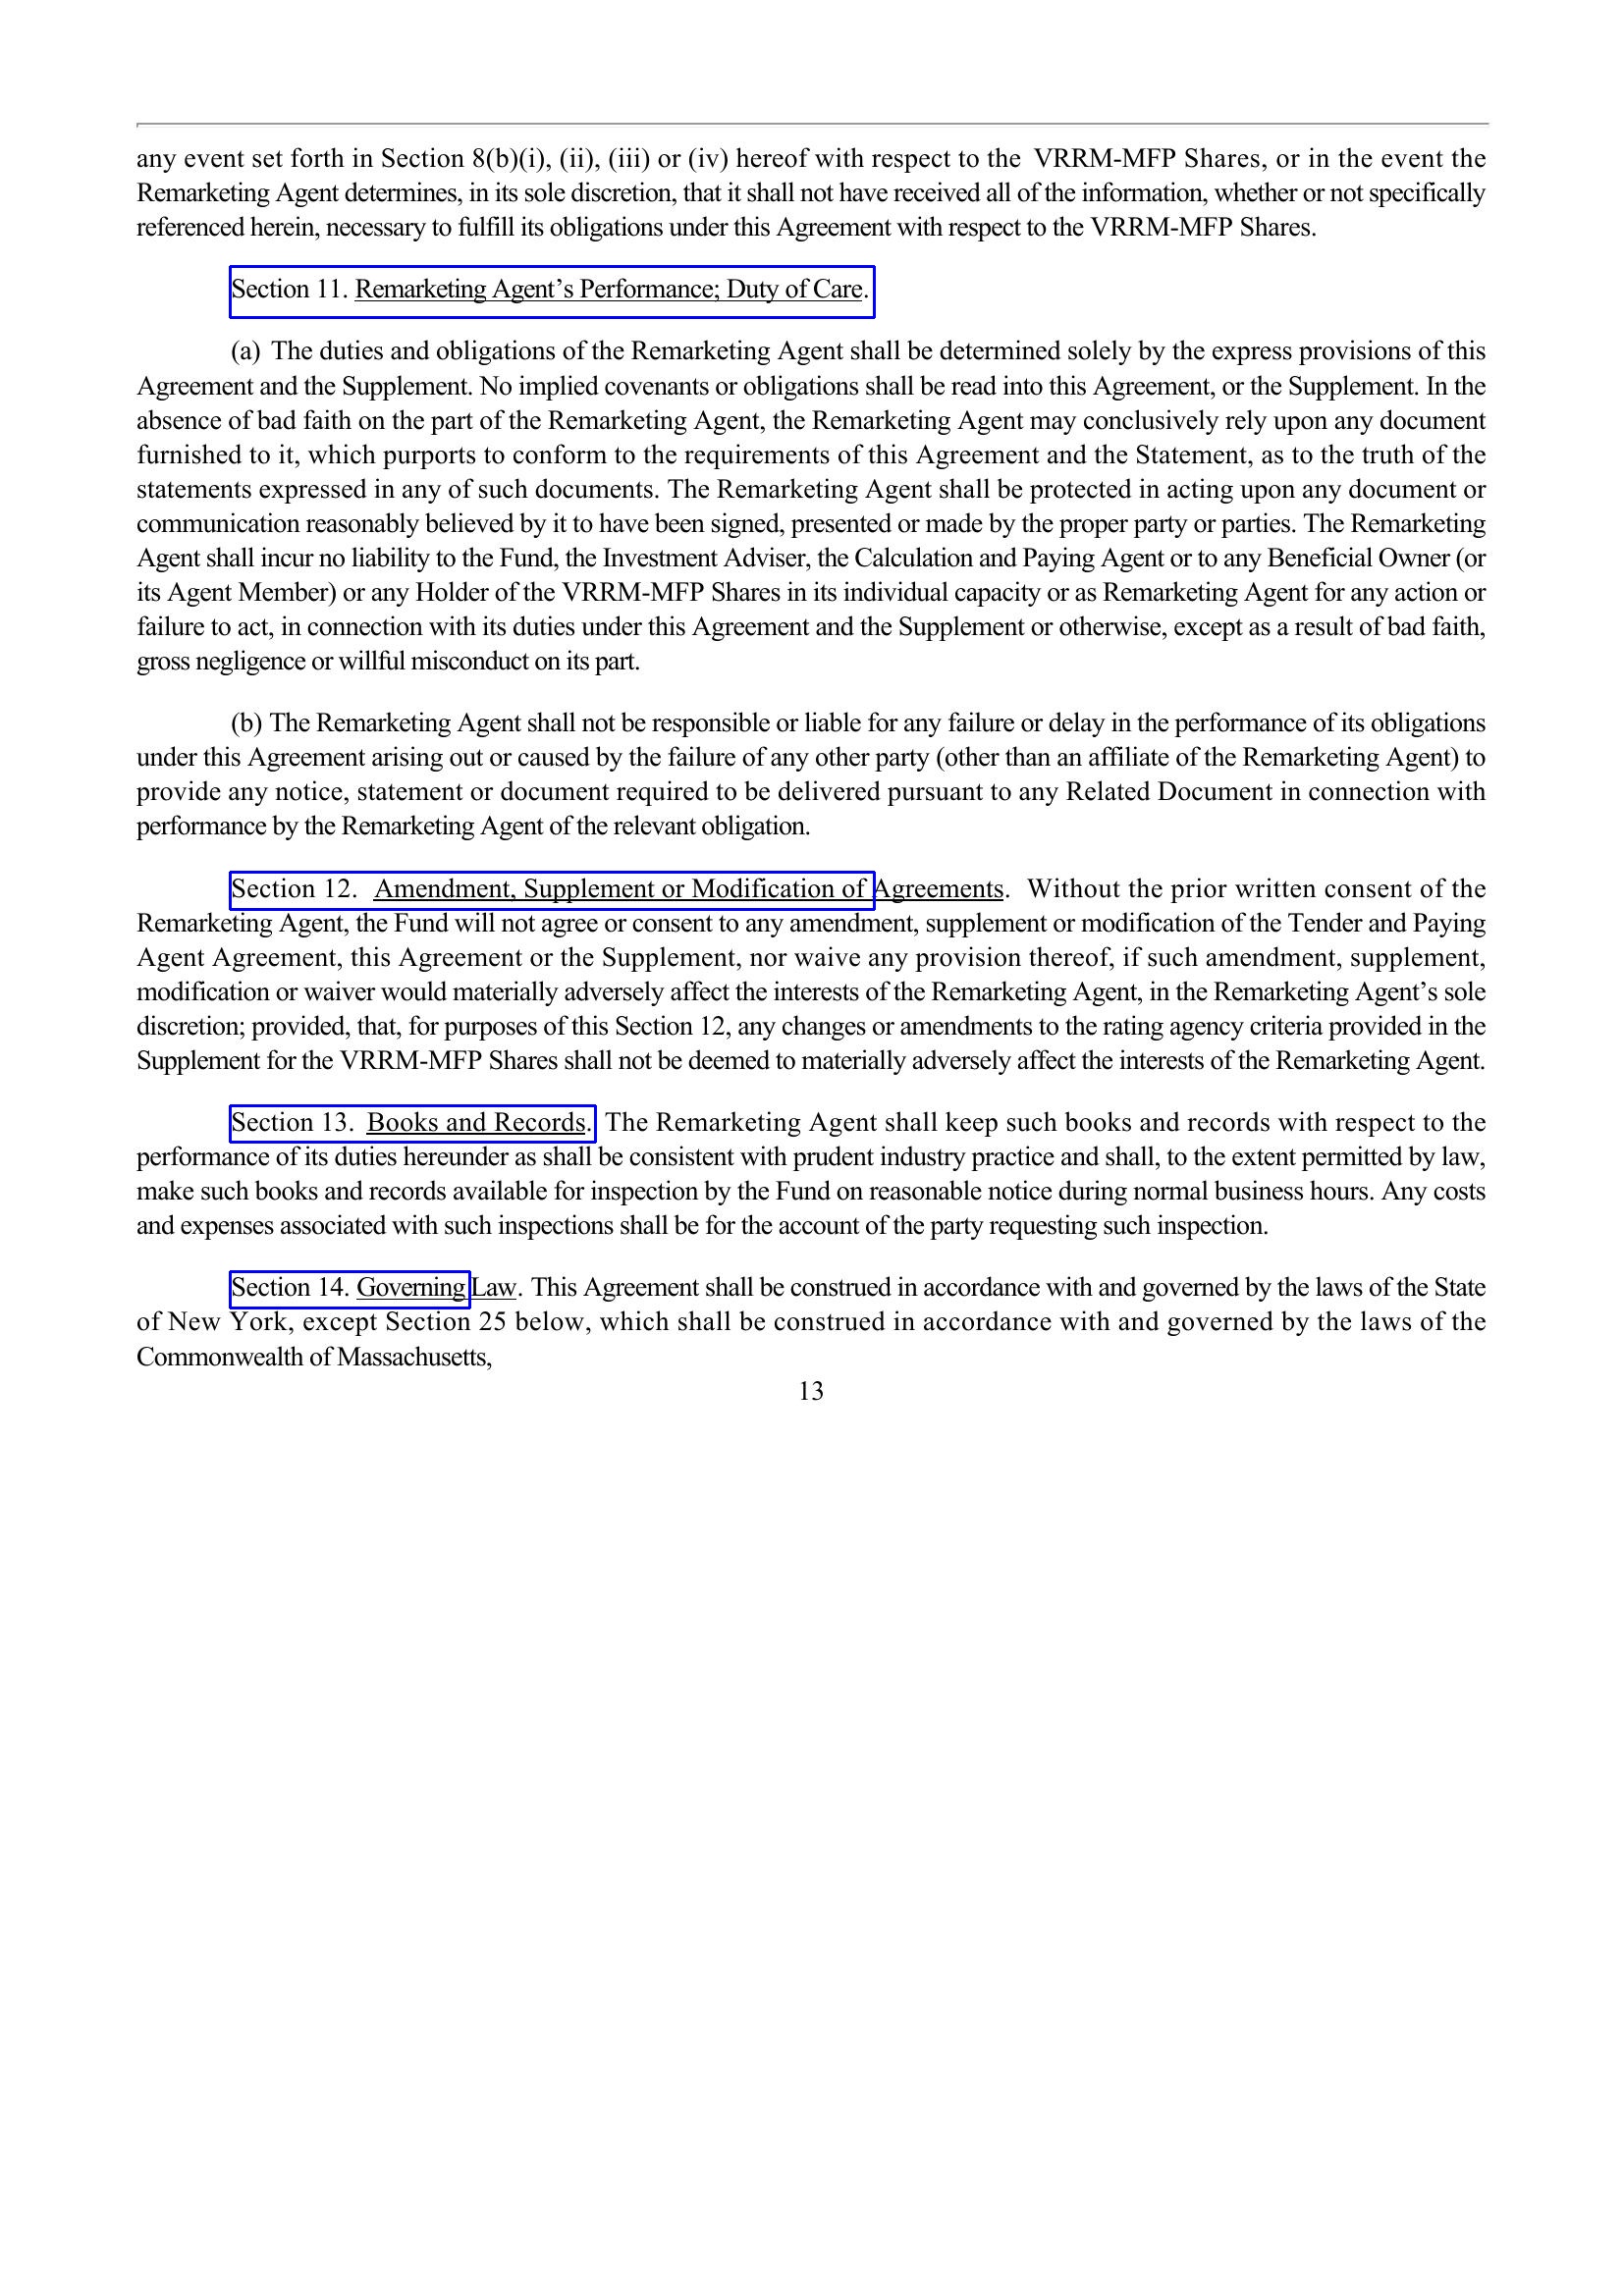 any event set forth in Section 8(b)(i), (ii), (iii) or (iv) hereof with respect to the VRRM-MFP Shares, or in the event the
Remarketing Agent determines, in its sole discretion, that it shall not have received all of the information, whether or not specifically
referenced herein, necessary to fulfill its obligations under this Agreement with respect to the VRRM-MFP Shares.
Section 11. Remarketing Agent’s Performance; Duty of Care.
(a) The duties and obligations of the Remarketing Agent shall be determined solely by the express provisions of this
Agreement and the Supplement. No implied covenants or obligations shall be read into this Agreement, or the Supplement. In the
absence of bad faith on the part of the Remarketing Agent, the Remarketing Agent may conclusively rely upon any document
furnished to it, which purports to conform to the requirements of this Agreement and the Statement, as to the truth of the
statements expressed in any of such documents. The Remarketing Agent shall be protected in acting upon any document or
communication reasonably believed by it to have been signed, presented or made by the proper party or parties. The Remarketing
Agent shall incur no liability to the Fund, the Investment Adviser, the Calculation and Paying Agent or to any Beneficial Owner (or
its Agent Member) or any Holder of the VRRM-MFP Shares in its individual capacity or as Remarketing Agent for any action or
failure to act, in connection with its duties under this Agreement and the Supplement or otherwise, except as a result of bad faith,
gross negligence or willful misconduct on its part.
(b) The Remarketing Agent shall not be responsible or liable for any failure or delay in the performance of its obligations
under this Agreement arising out or caused by the failure of any other party (other than an affiliate of the Remarketing Agent) to
provide any notice, statement or document required to be delivered pursuant to any Related Document in connection with
performance by the Remarketing Agent of the relevant obligation.
Section 12. Amendment, Supplement or Modification of Agreements. Without the prior written consent of the
Remarketing Agent, the Fund will not agree or consent to any amendment, supplement or modification of the Tender and Paying
Agent Agreement, this Agreement or the Supplement, nor waive any provision thereof, if such amendment, supplement,
modification or waiver would materially adversely affect the interests of the Remarketing Agent, in the Remarketing Agent’s sole
discretion; provided, that, for purposes of this Section 12, any changes or amendments to the rating agency criteria provided in the
Supplement for the VRRM-MFP Shares shall not be deemed to materially adversely affect the interests of the Remarketing Agent.
Section 13. Books and Records. The Remarketing Agent shall keep such books and records with respect to the
performance of its duties hereunder as shall be consistent with prudent industry practice and shall, to the extent permitted by law,
make such books and records available for inspection by the Fund on reasonable notice during normal business hours. Any costs
and expenses associated with such inspections shall be for the account of the party requesting such inspection.
Section 14. Governing Law. This Agreement shall be construed in accordance with and governed by the laws of the State
of New York, except Section 25 below, which shall be construed in accordance with and governed by the laws of the
Commonwealth of Massachusetts,
13